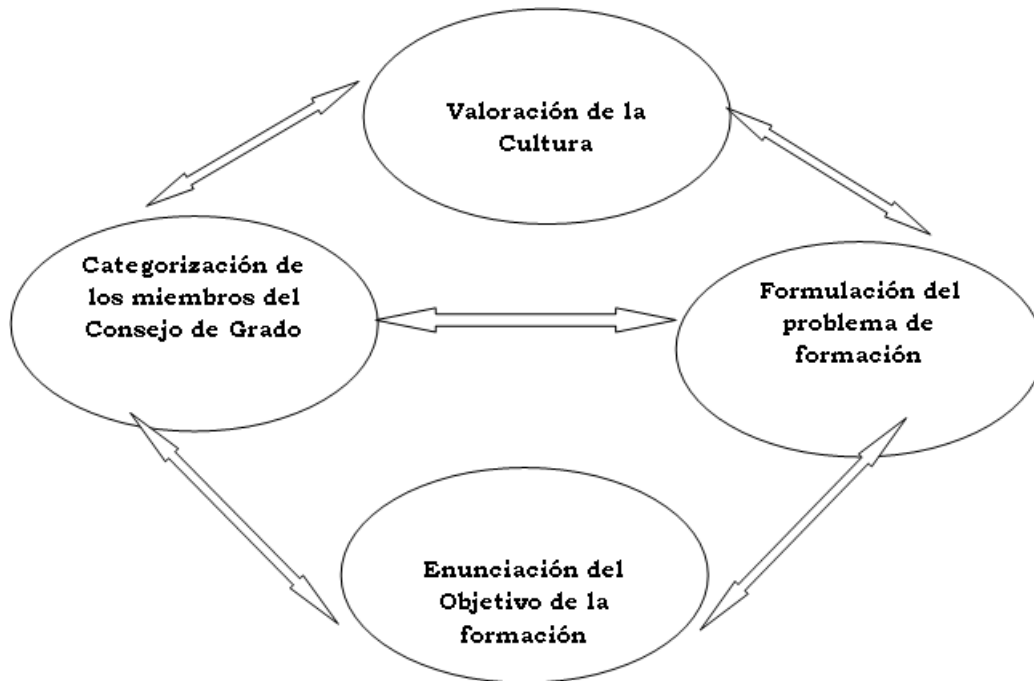 Valoración de la
Cultura
Categorización de
los miembros del
Consejo de Grado
Formulación del
problema de
formación
Enunciación del
Objetivo de la
formación